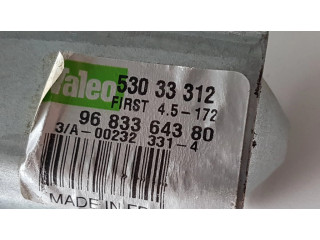 Valeo 530 33 312
FIRST 4.5-172
96 833 643 80
3/A-00232 331-4
MADE IN